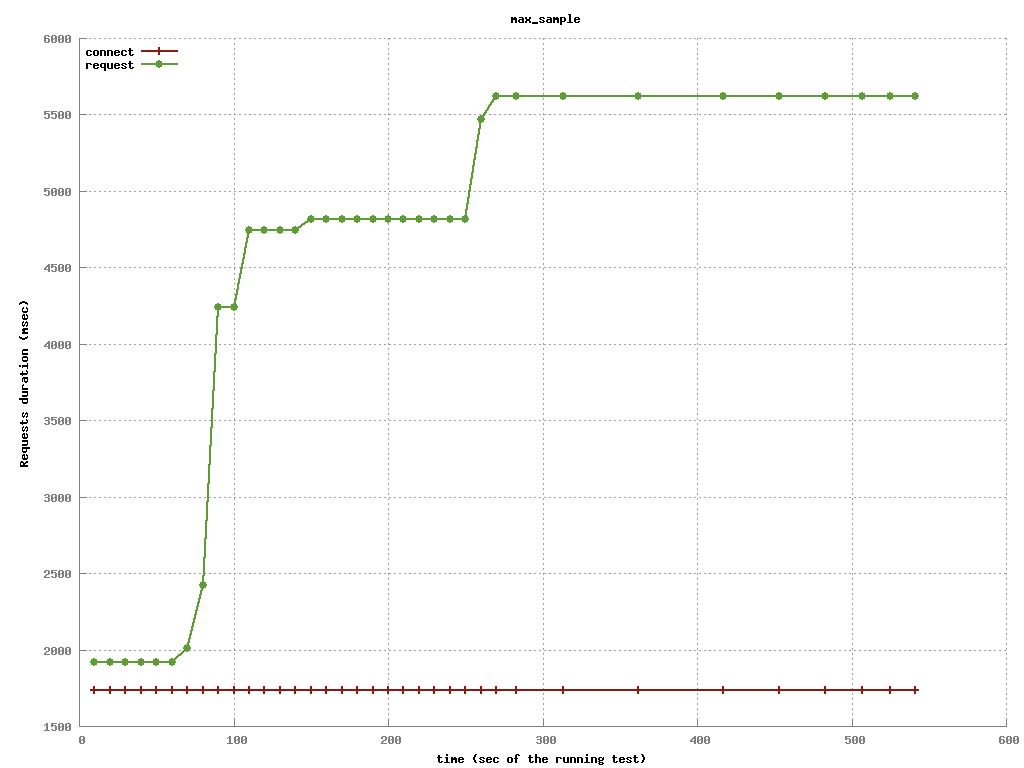 max_sample
6000
connect
request
5500
5000
4500
4000
3500
3000
2500
2000
1500
Requests duration (msec)
0 100 200 300 400 500 600
time (sec of the running test)